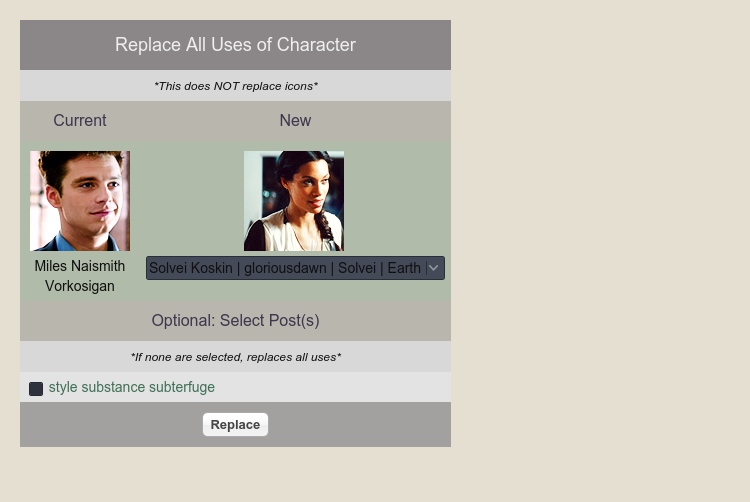 Replace All Uses of Character
*This does NOT replace icons*
Current
New
Miles Naismith
Vorkosigan
Solvei Koskin | gloriousdawn | Solvei | Earth |
Optional: Select Post(s)
*If none are selected, replaces all uses*
style substance subterfuge
Replace